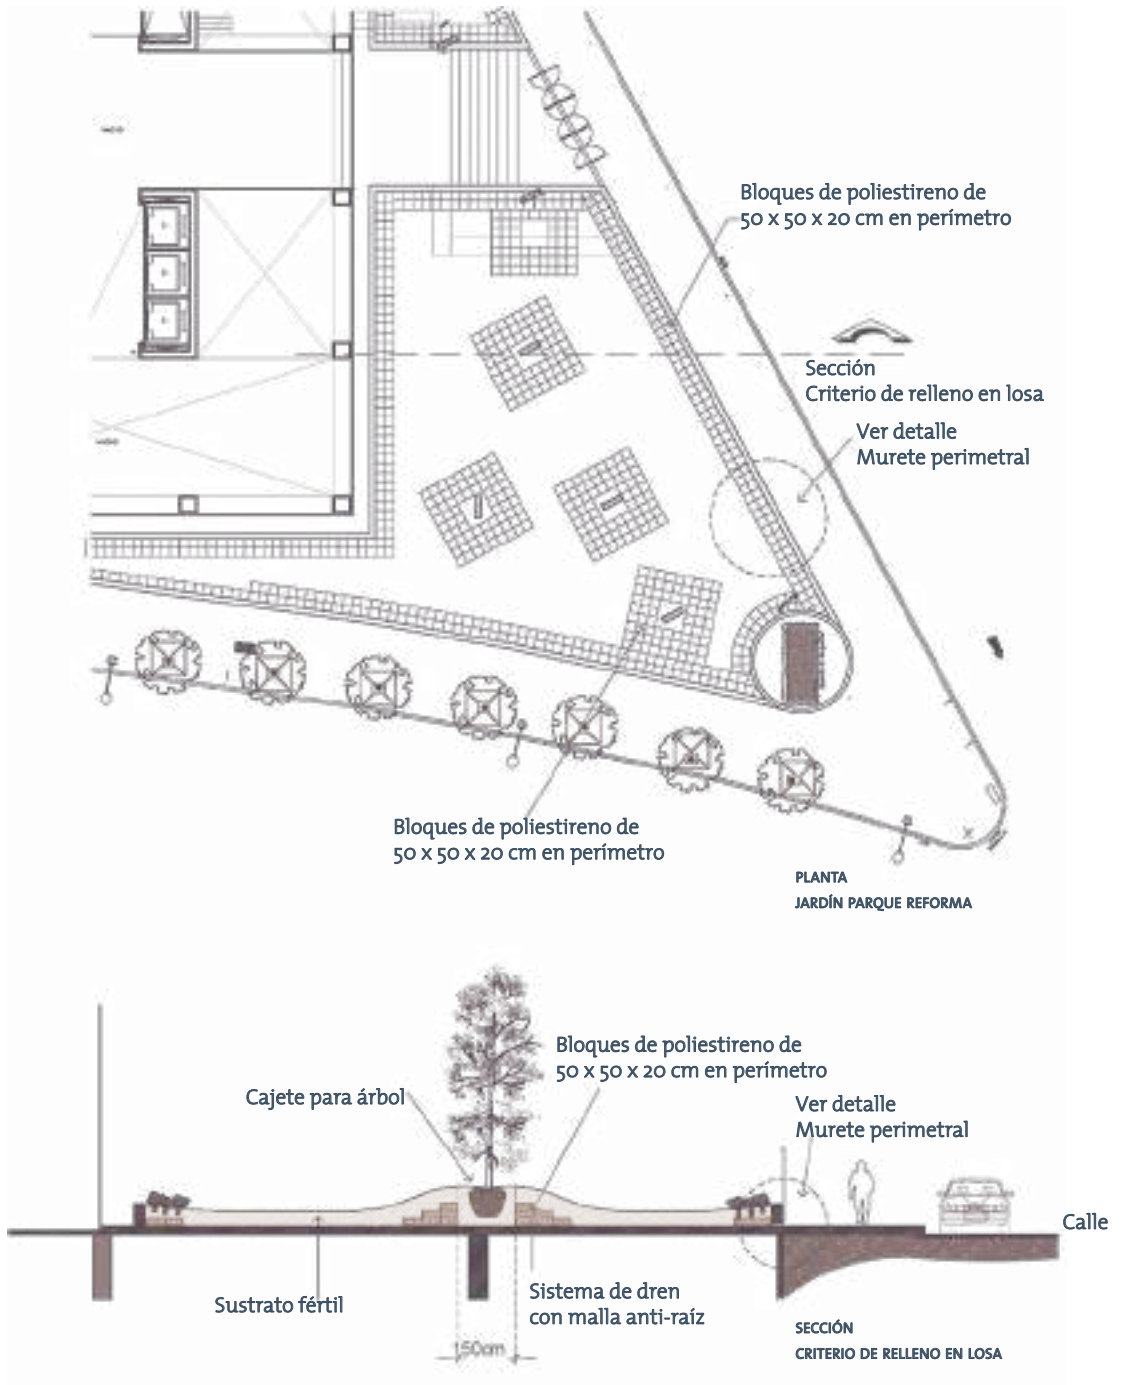 Bloques de poliestireno de
50 x 50 x 20 cm en perímetro
Sección
Criterio de relleno en losa
Ver detalle
Murete perimetral
Bloques de poliestireno de
50 x 50 x 20 cm en perímetro
PLANTA
JARDÍN PARQUE REFORMA
Bloques de poliestireno de
50 x 50 x 20 cm en perímetro
Cajete para árbol
Ver detalle
Murete perimetral
Calle
Sustrato fértil
Sistema de dren
con malla anti-raíz
150cm
SECCIÓN
CRITERIO DE RELLENO EN LOSA